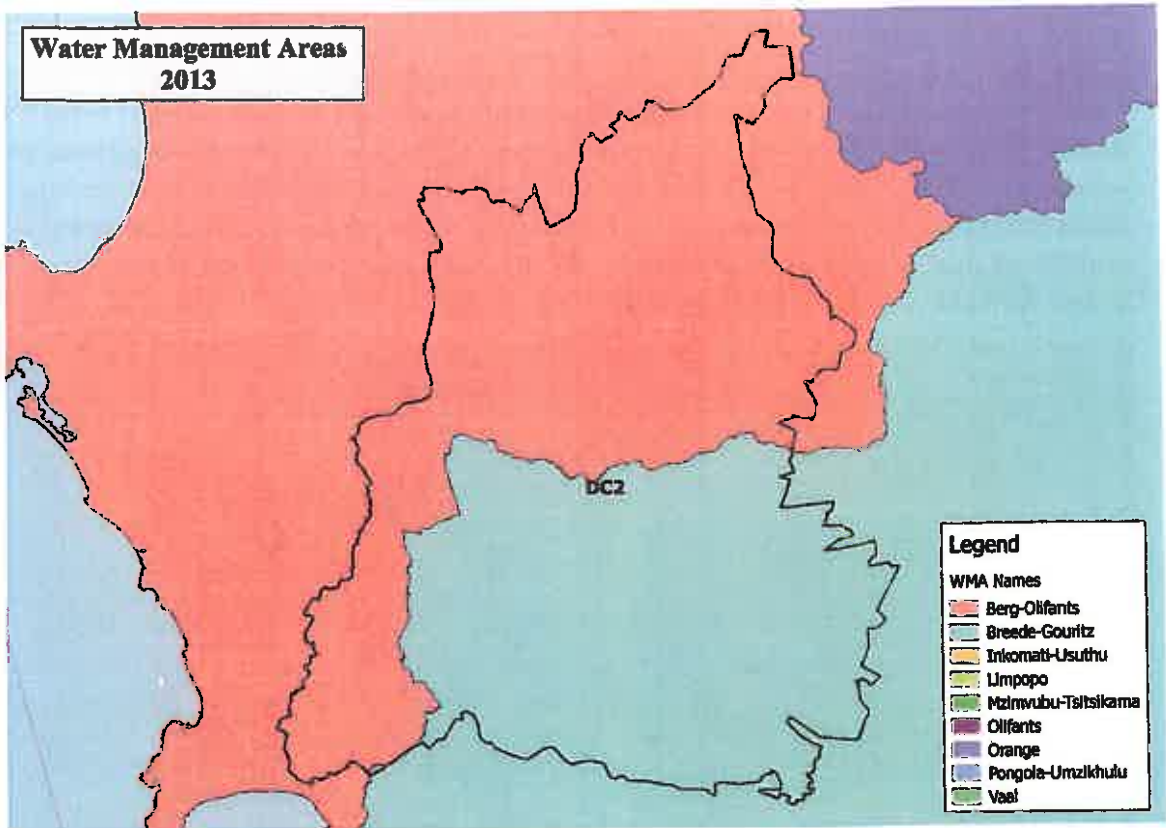 Water Management Areas
2013
DC2
Legend
WMA Names
Berg-Olifants
Breede-Gouritz
Inkomati-Usuthu
Limpopo
Mzimvubu-Tsitsikama
Olifants
Orange
Pongola-Umzikhulu
Vaal